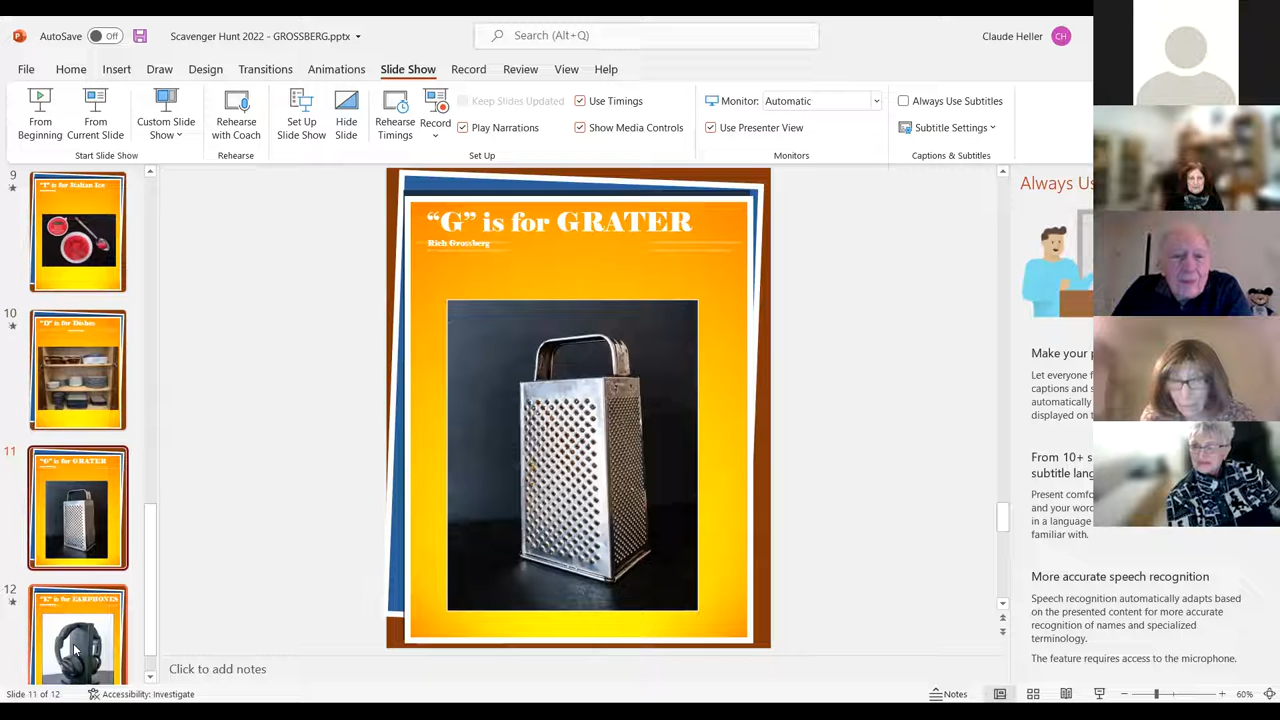 AutoSave
Off
Scavenger Hunt 2022 - GROSSBERG.pptx
Search (Alt+Q)
Claude Heller
CH
File Home Insert Draw Design Transitions Animations Slide Show Record Review View Help
From Beginning
From Current Slide
Custom Slide Show
Rehearse with Coach
Set Up Slide Show
Hide Slide
Rehearse Timings
Record
Keep Slides Updated
Use Timings
Play Narrations
Show Media Controls
Monitor: Automatic
Use Presenter View
Always Use Subtitles
Subtitle Settings
Start Slide Show
Rehearse
Set Up
Monitors
Captions & Subtitles
9
"I" is for Italian Ice
10
"D" is for Dishes
11
"G" is for GRATER
12
"E" is for EARPHONES
“G” is for GRATER
Rich Grossberg
Always Us
Make your p
Let everyone f
captions and s
automatically
displayed on t
From 10+ s
subtitle lang
Present comfo
and your word
in a language
familiar with.
More accurate speech recognition
Speech recognition automatically adapts based
on the presented content for more accurate
recognition of names and specialized
terminology.
The feature requires access to the microphone.
Click to add notes
Slide 11 of 12
Accessibility: Investigate
Notes
60%